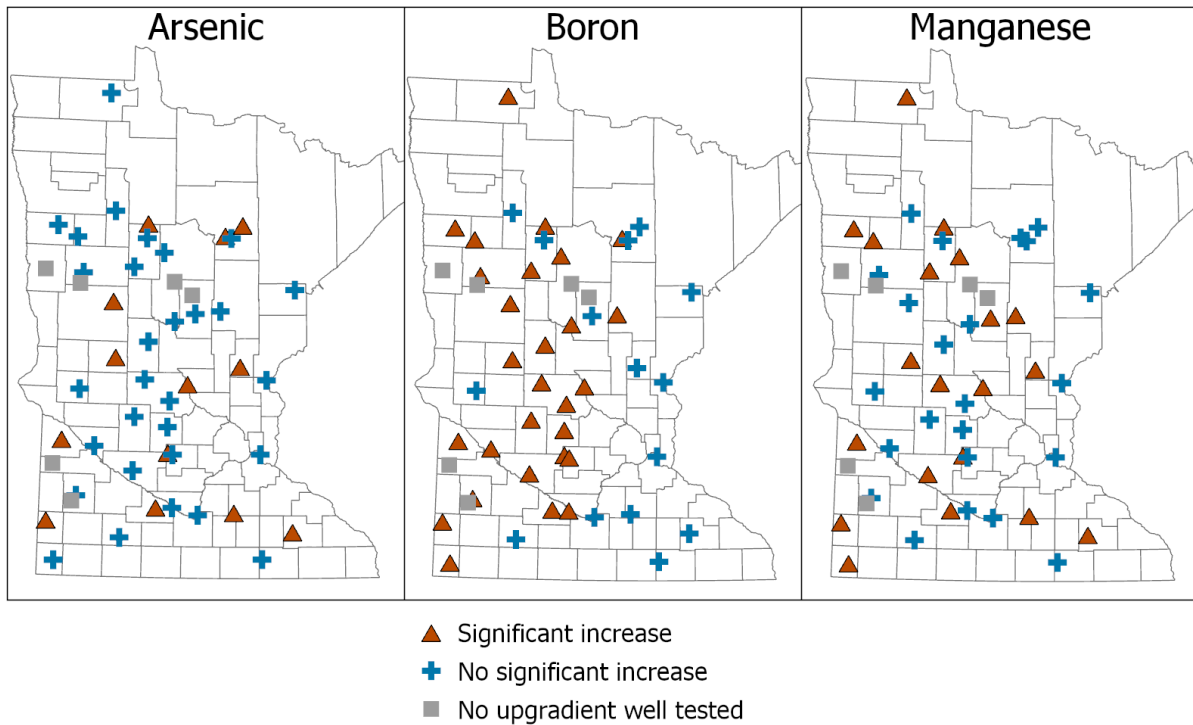 Arsenic
Boron
Manganese
Significant increase
No significant increase
No upgradient well tested